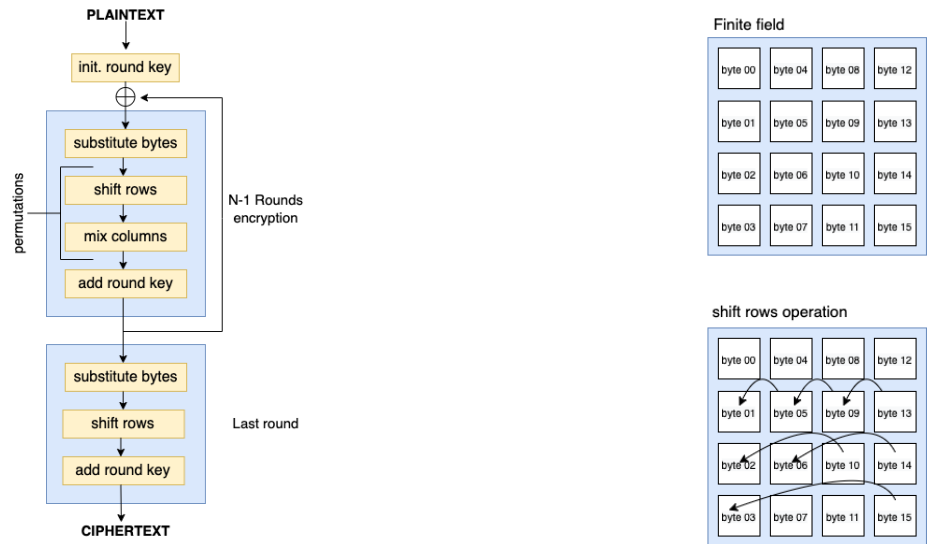 PLAINTEXT
init. round key
substitute bytes
permutations
shift rows
mix columns
add round key
N-1 Rounds
encryption
substitute bytes
shift rows
add round key
Last round
CIPHERTEXT
Finite field
byte 00 byte 04 byte 08 byte 12
byte 01 byte 05 byte 09 byte 13
byte 02 byte 06 byte 10 byte 14
byte 03 byte 07 byte 11 byte 15
shift rows operation
byte 00 byte 04 byte 08 byte 12
byte 01 byte 05 byte 09 byte 13
byte 02 byte 06 byte 10 byte 14
byte 03 byte 07 byte 11 byte 15